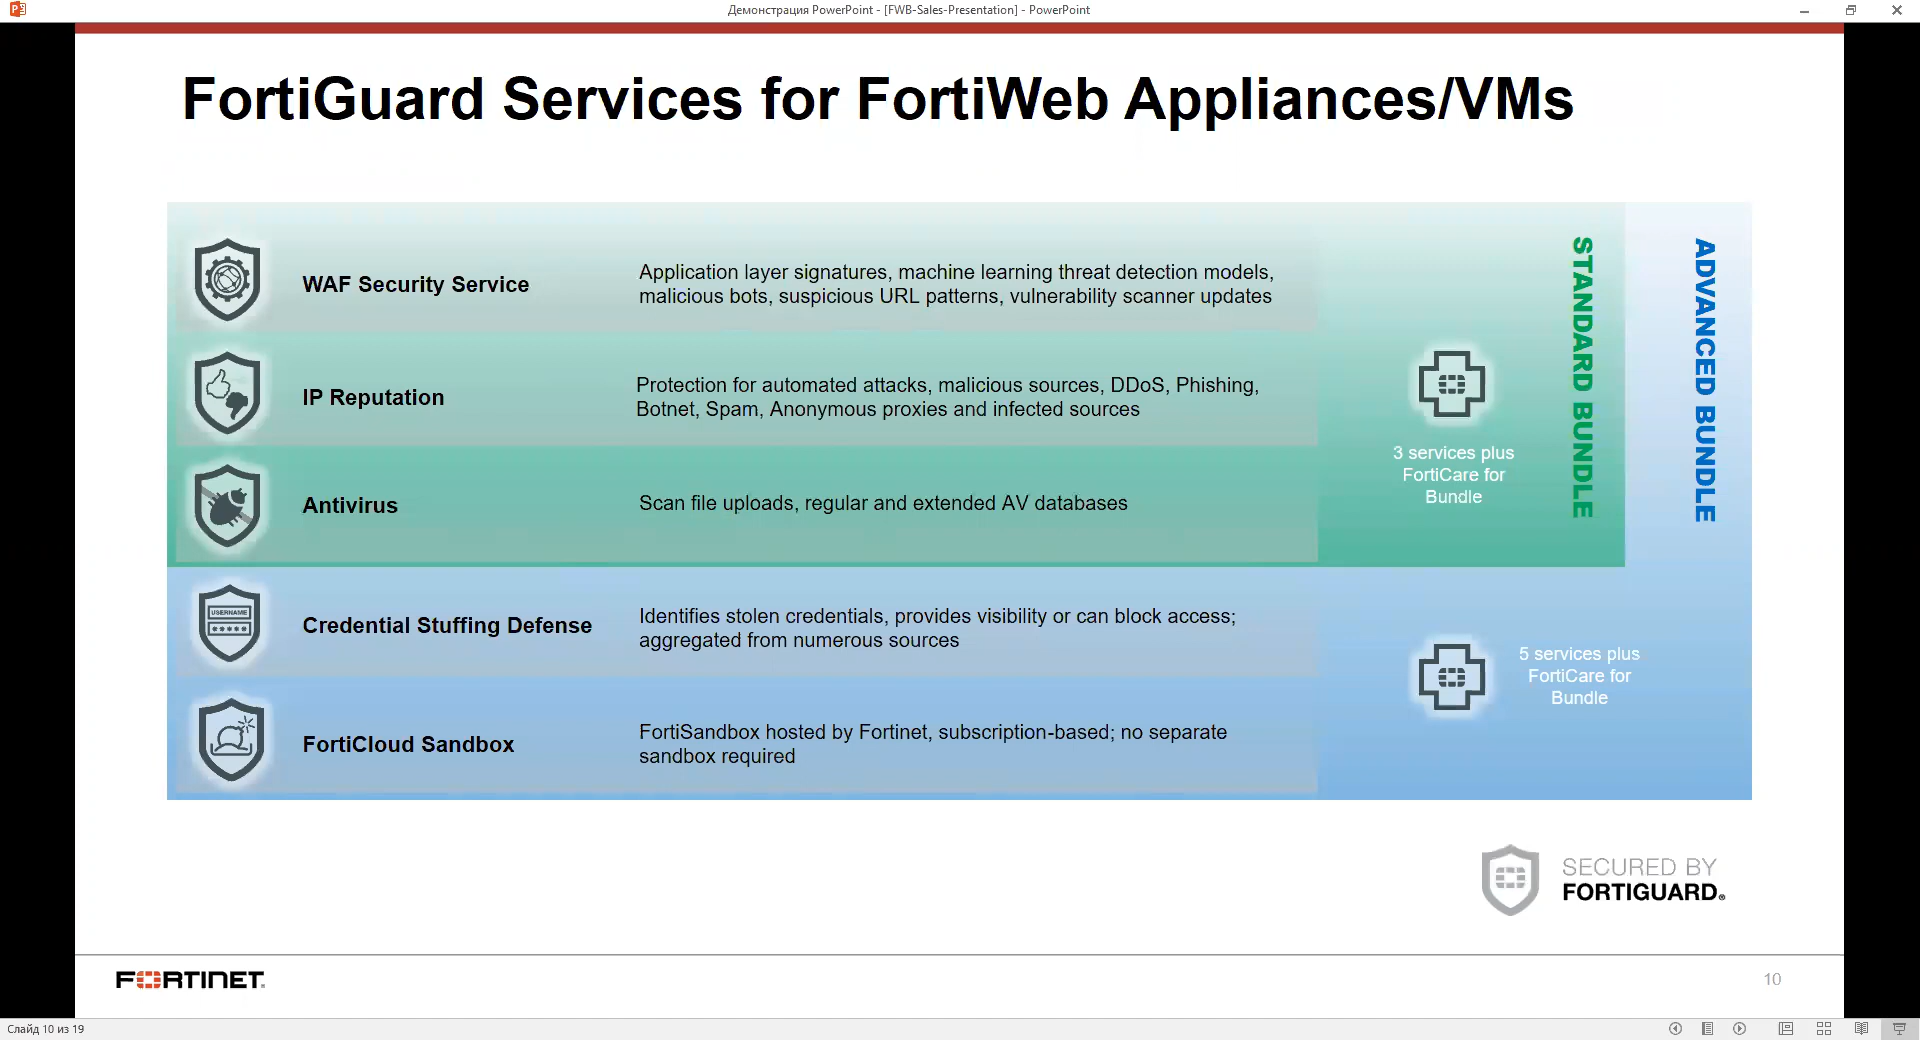 Демонстрация PowerPoint - [FWB-Sales-Presentation] - PowerPoint
FortiGuard Services for FortiWeb Appliances/VMs
WAF Security Service
Application layer signatures, machine learning threat detection models,
malicious bots, suspicious URL patterns, vulnerability scanner updates
IP Reputation
Protection for automated attacks, malicious sources, DDoS, Phishing,
Botnet, Spam, Anonymous proxies and infected sources
Antivirus
Scan file uploads, regular and extended AV databases
3 services plus
FortiCare for
Bundle
STANDARD BUNDLE
ADVANCED BUNDLE
USERNAME
*****
Credential Stuffing Defense
Identifies stolen credentials, provides visibility or can block access;
aggregated from numerous sources
FortiCloud Sandbox
FortiSandbox hosted by Fortinet, subscription-based; no separate
sandbox required
5 services plus
FortiCare for
Bundle
SECURED BY
FORTIGUARD®
FORTINET
10
Слайд 10 из 19